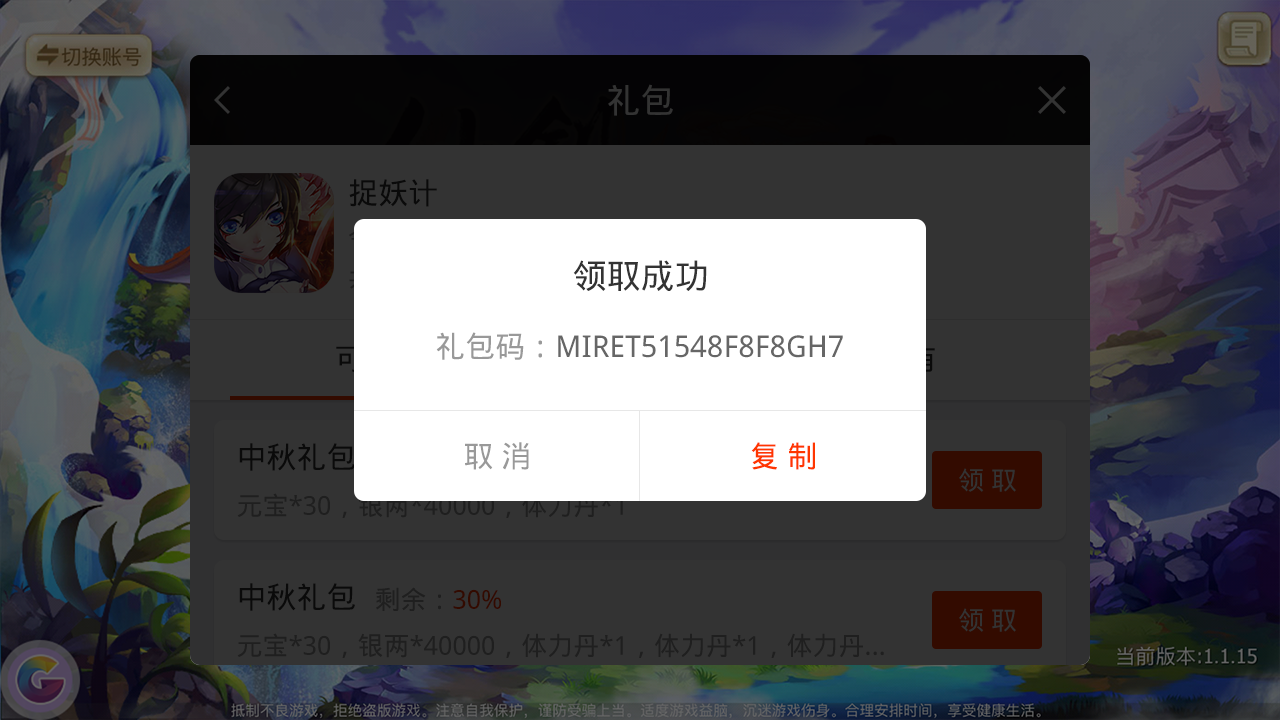 切换账号
礼包
捉妖计
领取成功
礼包码：MIRET51548F8F8GH7
取消
复制
中秋礼包
领取
元宝*30，银两*40000，体力丹*1
中秋礼包 剩余：30%
领取
元宝*30，银两*40000，体力丹*1，体力丹*1，体力丹...
当前版本:1.1.15
抵制不良游戏，拒绝盗版游戏。注意自我保护，谨防受骗上当。适度游戏益脑，沉迷游戏伤身。合理安排时间，享受健康生活。